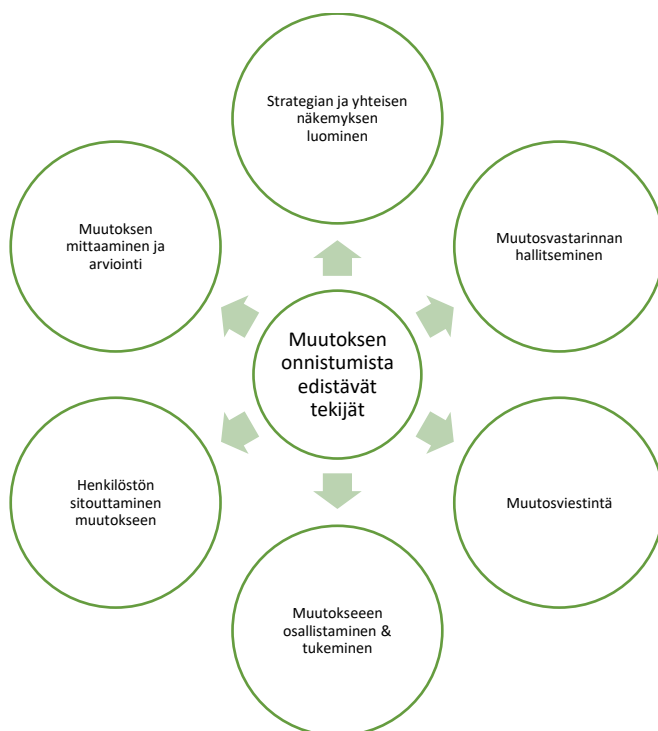 Strategian ja yhteisen
näkemyksen
luominen
Muutosvastarinnan
hallitseminen
Muutosviestintä
Muutokseeen
osallistaminen &
tukeminen
Henkilöstön
sitouttaminen
muutokseen
Muutoksen
mittaaminen ja
arviointi
Muutoksen
onnistumista
edistävät
tekijät